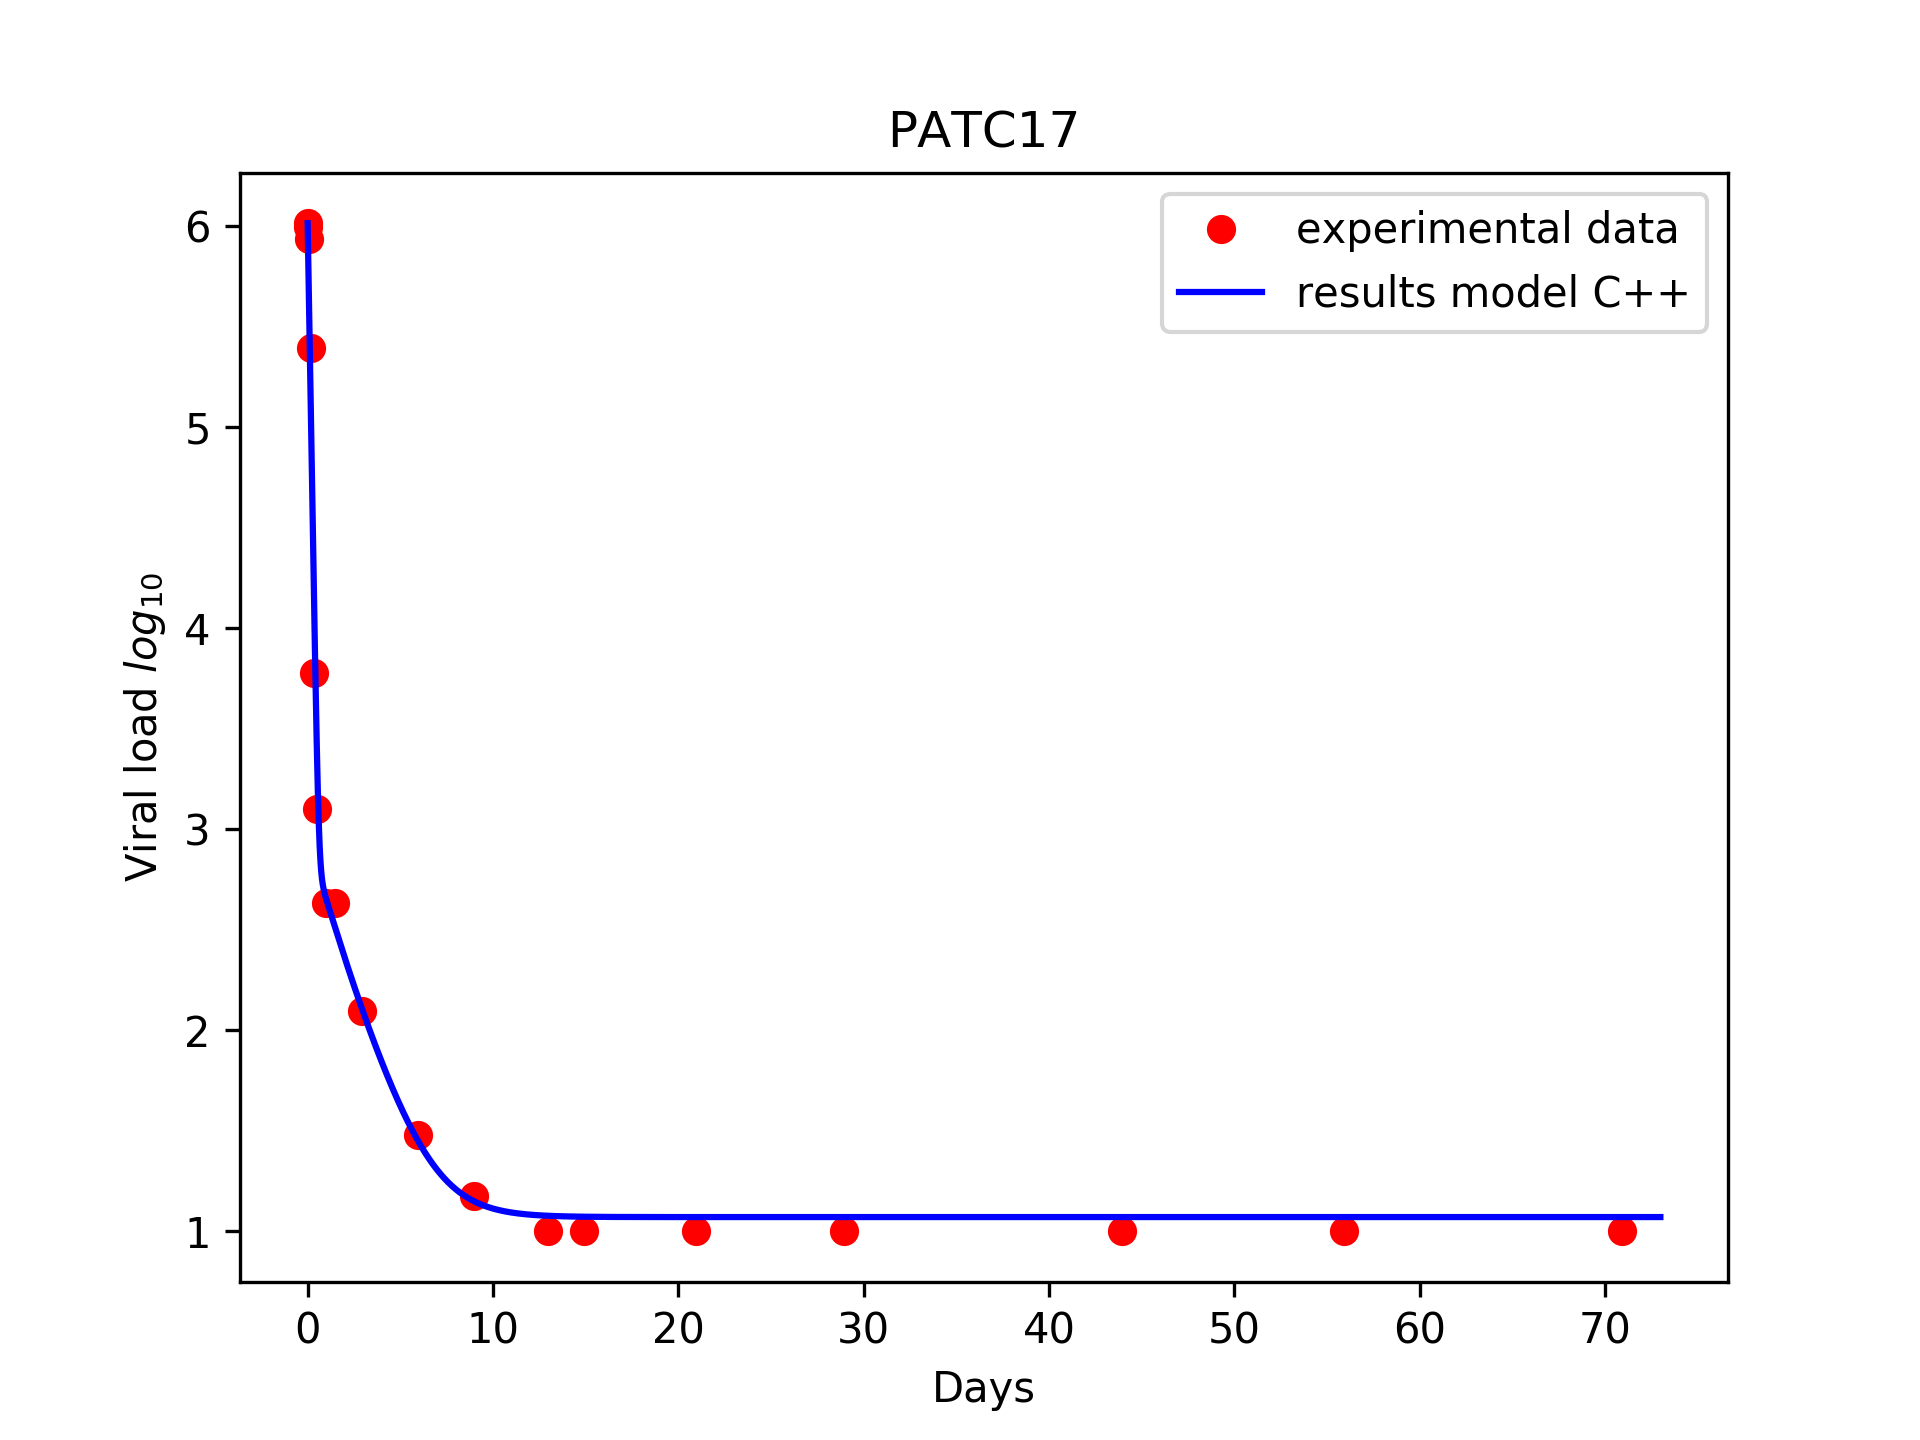 PATC17
experimental data
results model C++
6
5
4
3
2
1
Viral load log₁₀
0 10 20 30 40 50 60 70
Days